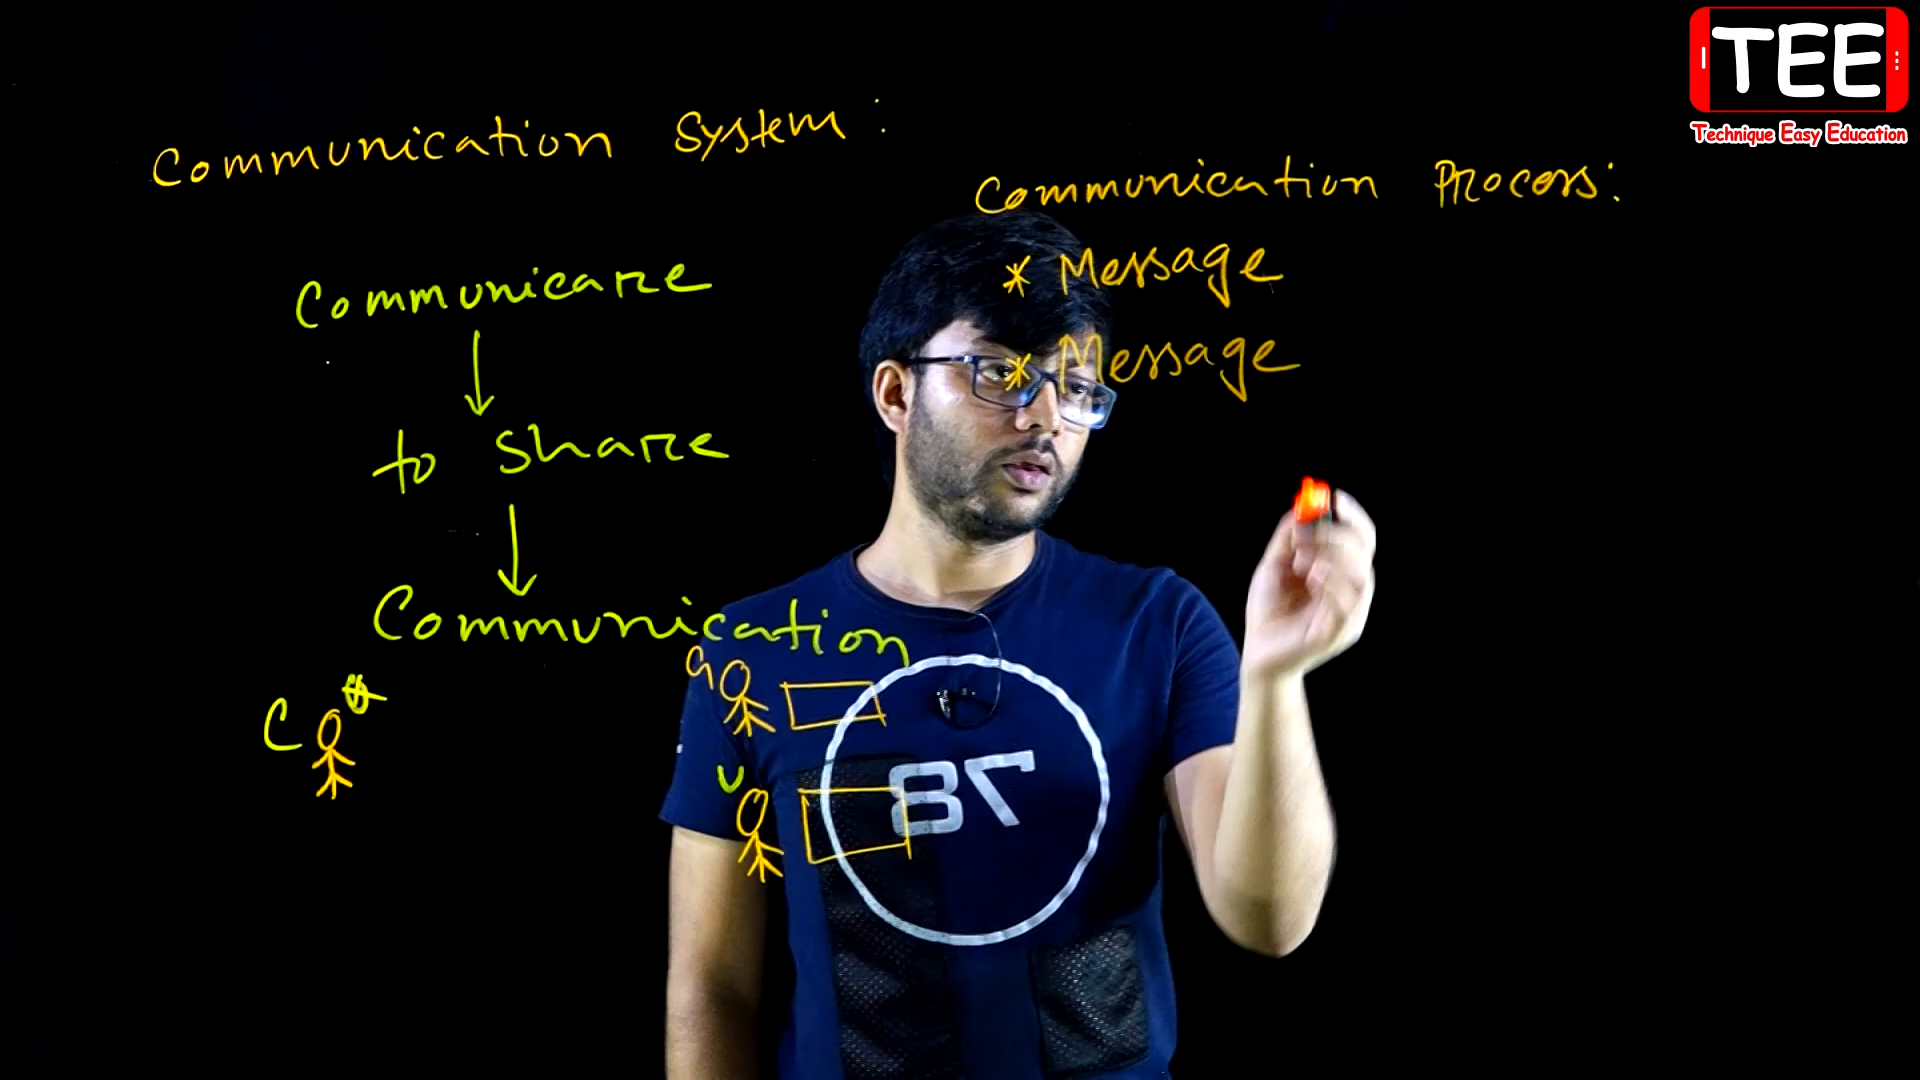 TEE
Technique Easy Education
Communication System:
Communicare
to share
Communication
C
a
u
Communication Process:
* Message
* Message
78